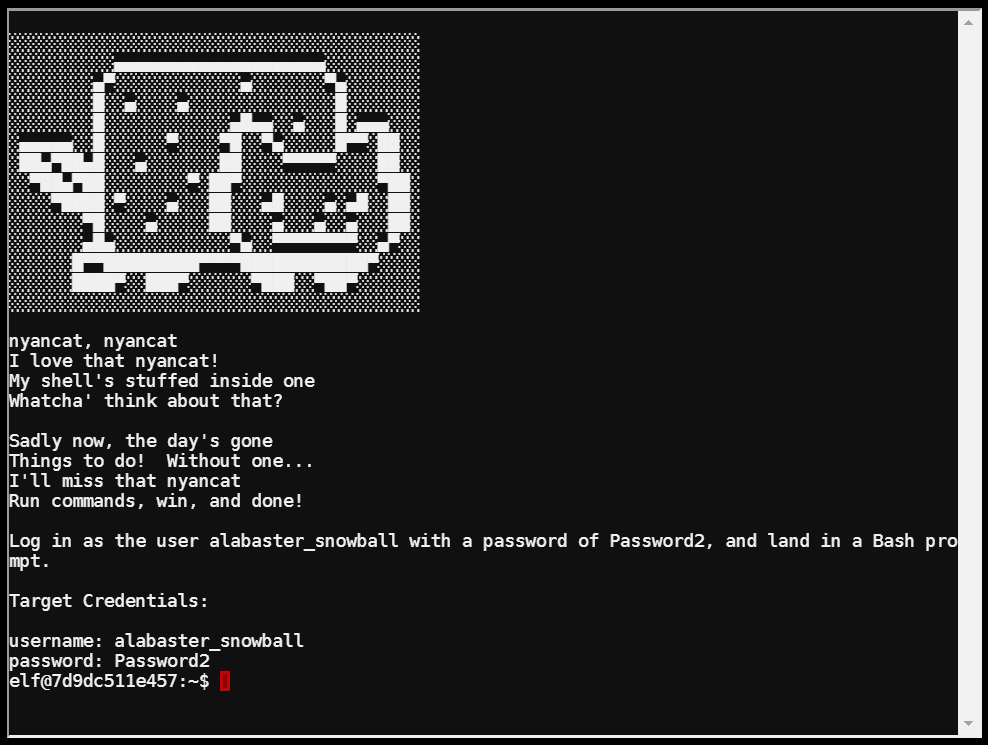 nyancat, nyancat
I love that nyancat!
My shell's stuffed inside one
Whatcha' think about that?
Sadly now, the day's gone
Things to do!  Without one...
I'll miss that nyancat
Run commands, win, and done!
Log in as the user alabaster_snowball with a password of Password2, and land in a Bash pro
mpt.
Target Credentials:
username: alabaster_snowball
password: Password2
elf@7d9dc511e457:~$